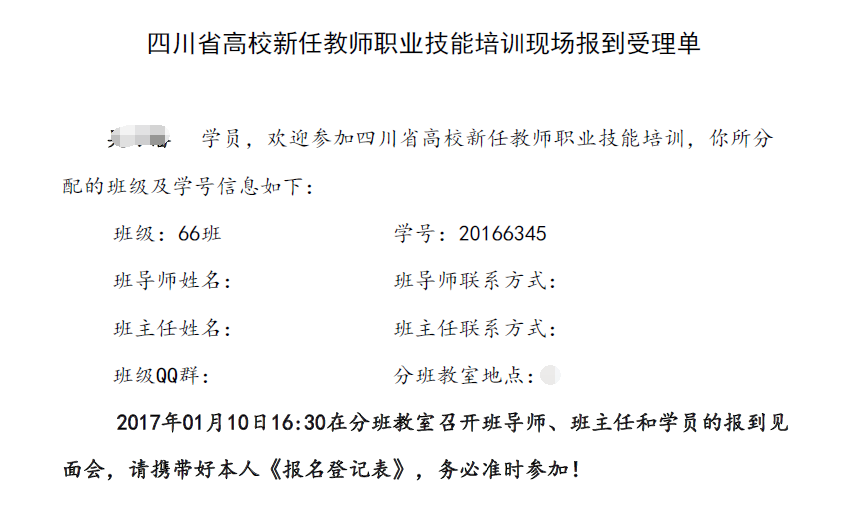 四川省高校新任教师职业技能培训现场报到受理单
学员，欢迎参加四川省高校新任教师职业技能培训，你所分
配的班级及学号信息如下：
班级：66班 学号：20166345
班导师姓名： 班导师联系方式：
班主任姓名： 班主任联系方式：
班级QQ群： 分班教室地点：
2017年01月10日16:30在分班教室召开班导师、班主任和学员的报到见
面会，请携带好本人《报名登记表》，务必准时参加！